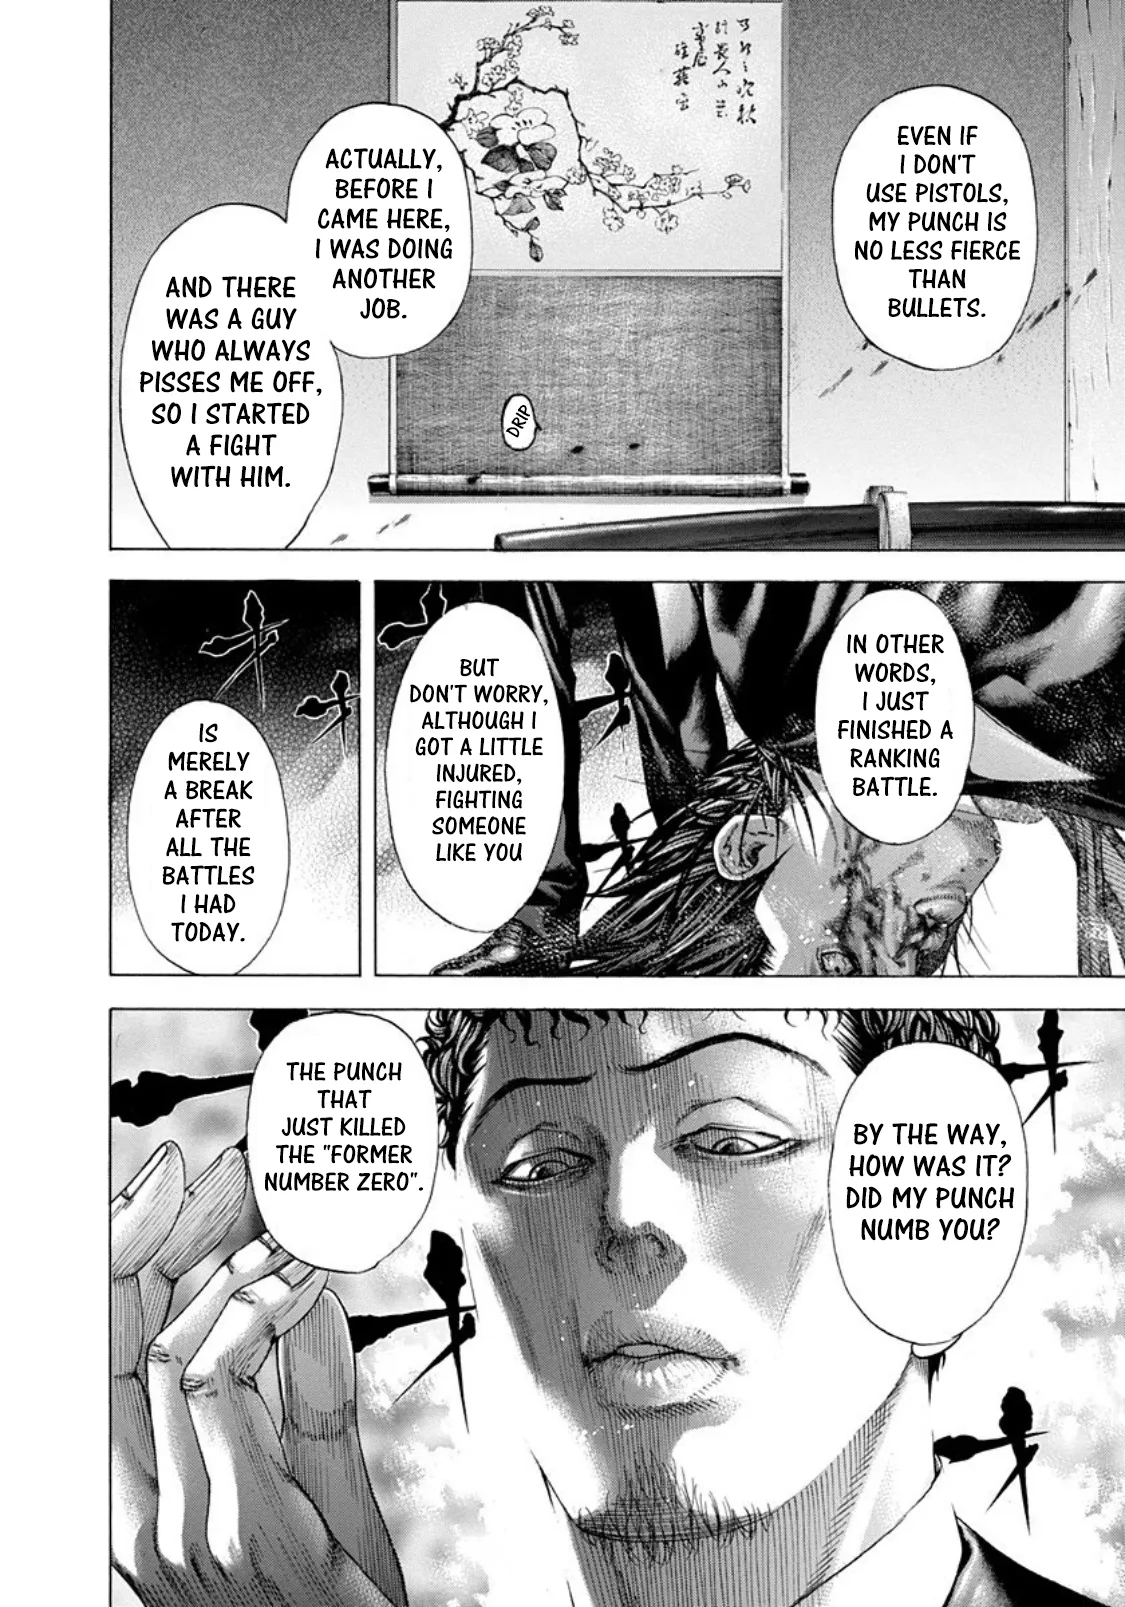 EVEN IF
I DON'T
USE PISTOLS,
MY PUNCH IS
NO LESS FIERCE
THAN
BULLETS.
ACTUALLY,
BEFORE I
CAME HERE,
I WAS DOING
ANOTHER
JOB.
AND THERE
WAS A GUY
WHO ALWAYS
PISSES ME OFF,
SO I STARTED
A FIGHT
WITH HIM.
DRIP
IN OTHER
WORDS,
I JUST
FINISHED A
RANKING
BATTLE.
BUT
DON'T WORRY,
ALTHOUGH I
GOT A LITTLE
INJURED,
FIGHTING
SOMEONE
LIKE YOU
IS
MERELY
A BREAK
AFTER
ALL THE
BATTLES
I HAD
TODAY.
BY THE WAY,
HOW WAS IT?
DID MY PUNCH
NUMB YOU?
THE PUNCH
THAT
JUST KILLED
THE "FORMER
NUMBER ZERO".